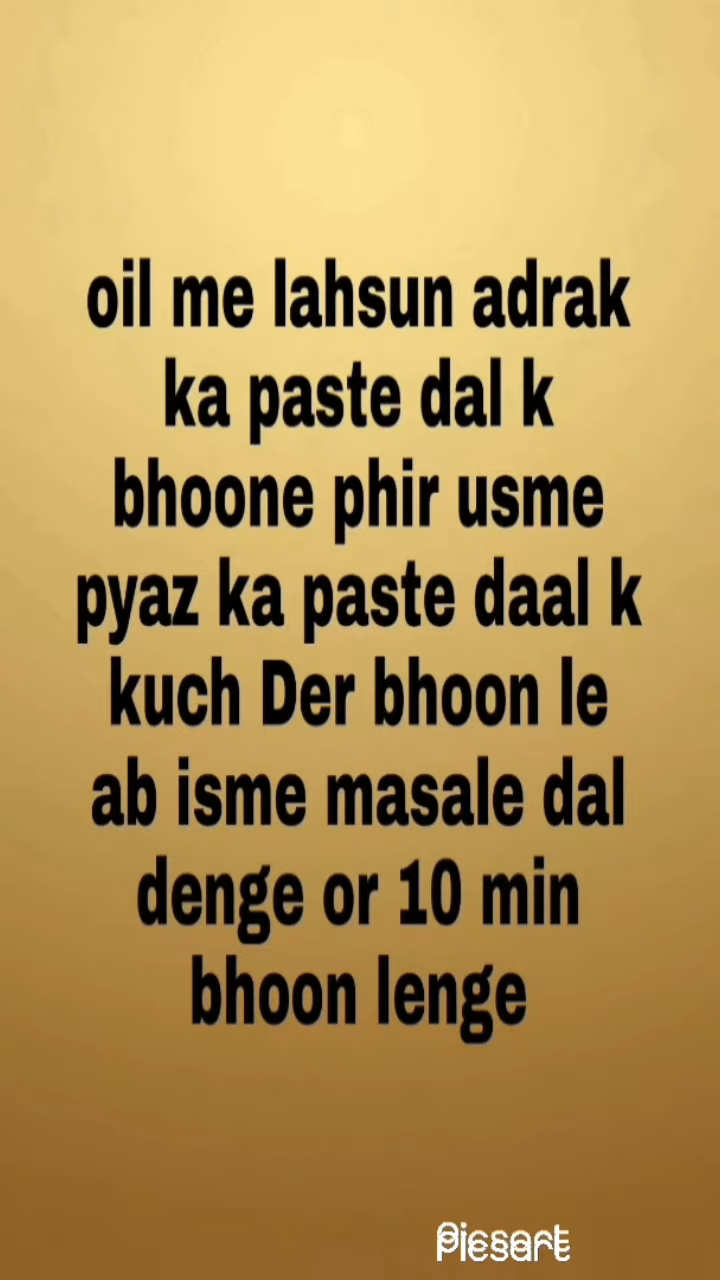 oil me lahsun adrak
ka paste dal k
bhoone phir usme
pyaz ka paste daal k
kuch Der bhoon le
ab isme masale dal
denge or 10 min
bhoon lenge
Picsart